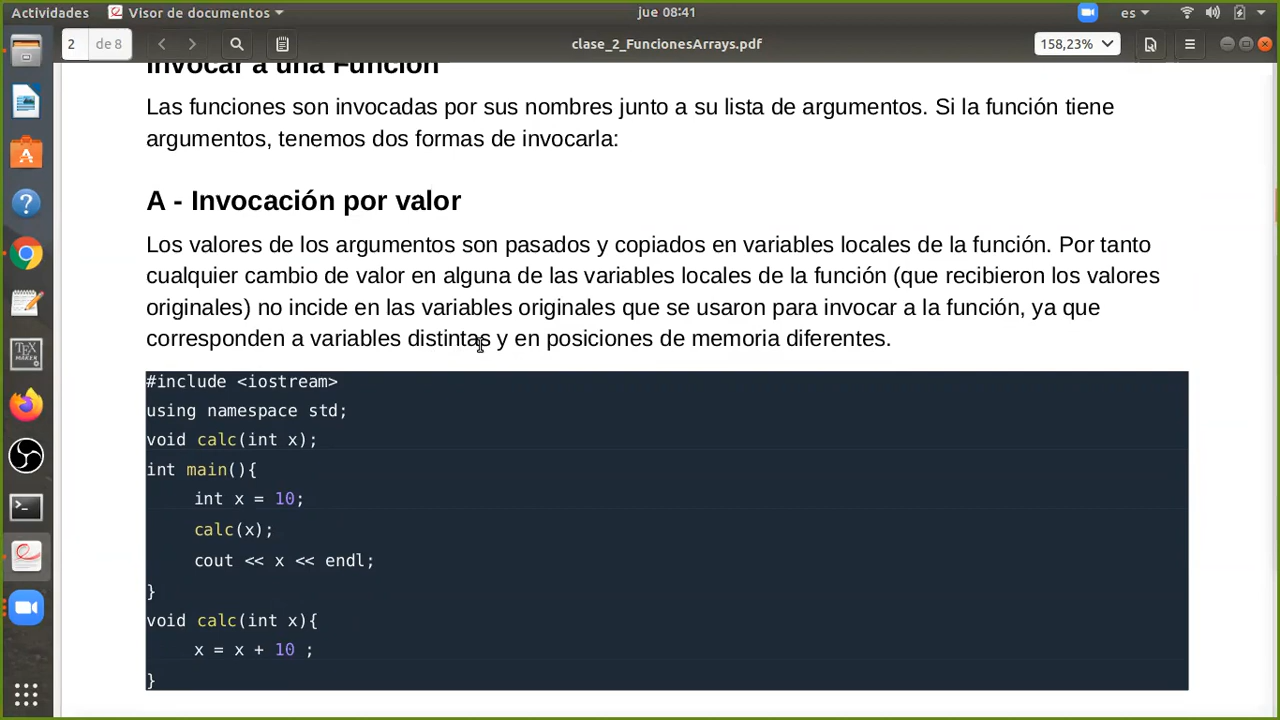 Actividades
Visor de documentos
jue 08:41
es
2
de 8
clase_2_FuncionesArrays.pdf
158,23%
Invocar a una Función
Las funciones son invocadas por sus nombres junto a su lista de argumentos. Si la función tiene
argumentos, tenemos dos formas de invocarla:
A - Invocación por valor
Los valores de los argumentos son pasados y copiados en variables locales de la función. Por tanto
cualquier cambio de valor en alguna de las variables locales de la función (que recibieron los valores
originales) no incide en las variables originales que se usaron para invocar a la función, ya que
corresponden a variables distintas y en posiciones de memoria diferentes.
#include <iostream>
using namespace std;
void calc(int x);
int main(){
int x = 10;
calc(x);
cout << x << endl;
}
void calc(int x){
x = x + 10 ;
}
TEX
MAKER